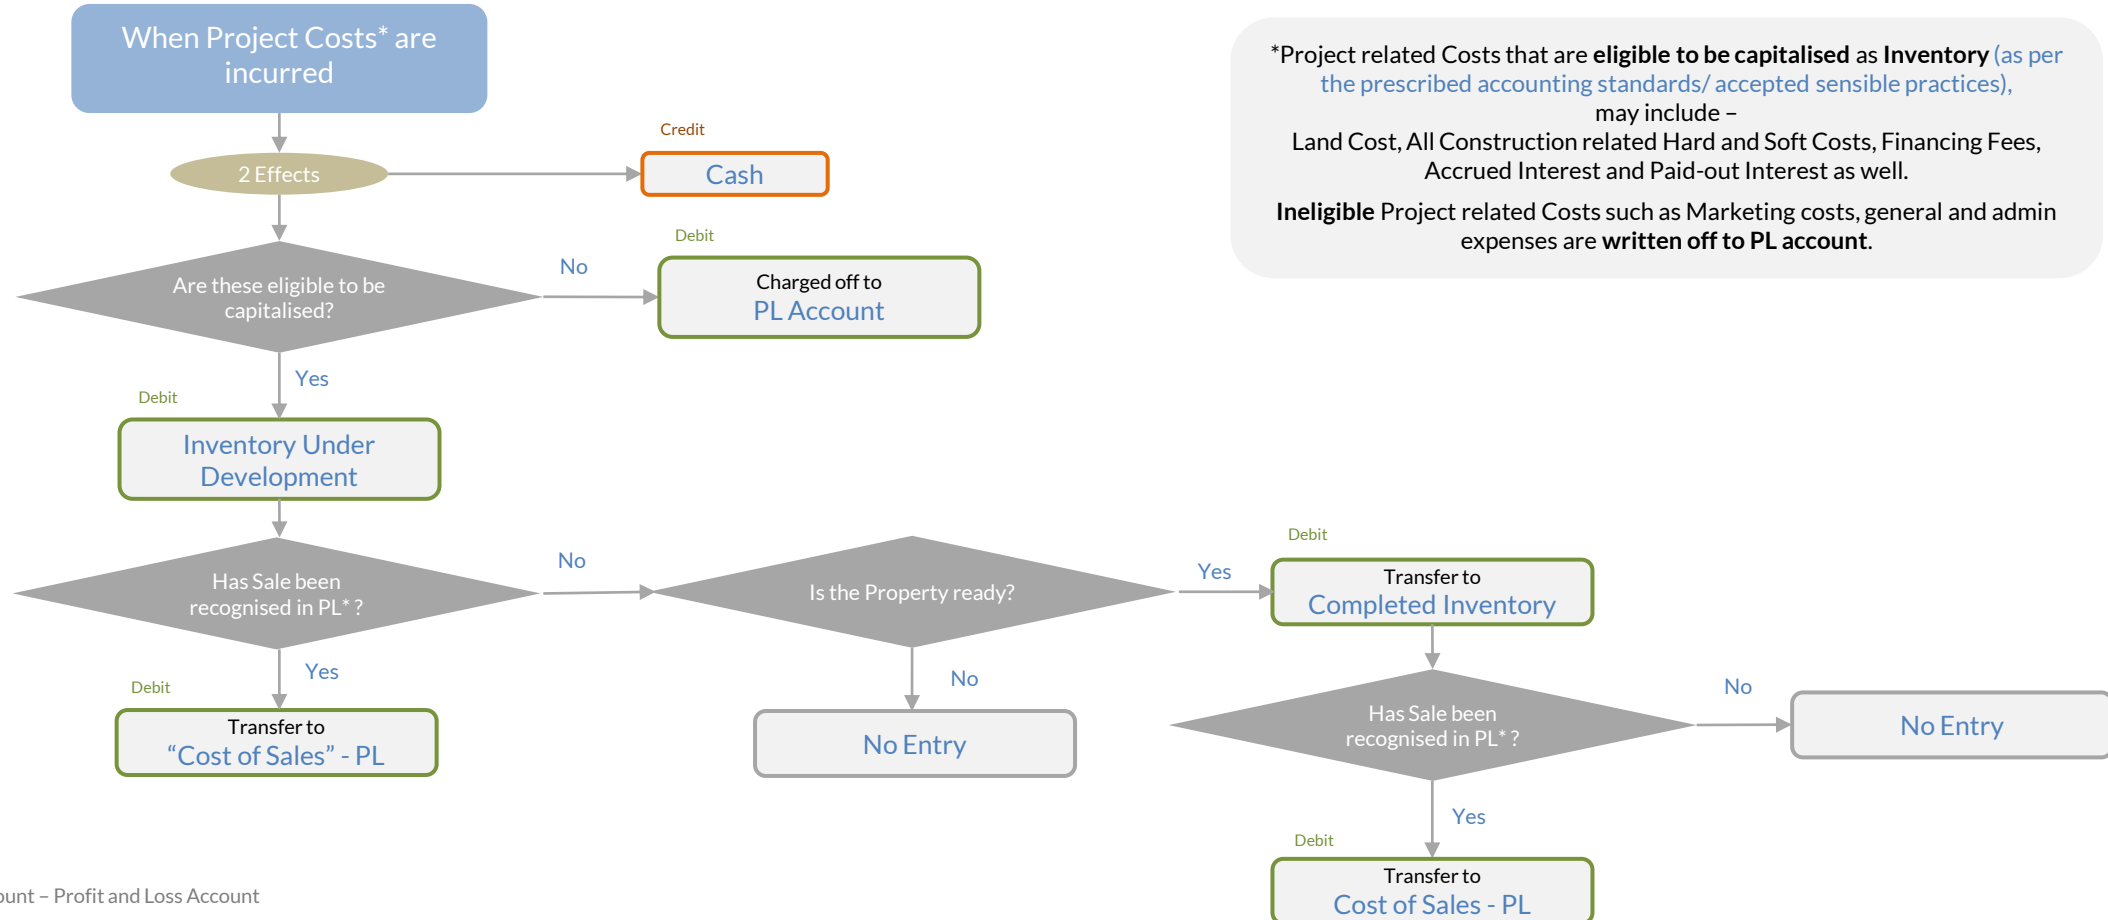 When Project Costs* are
incurred
*Project related Costs that are eligible to be capitalised as Inventory (as per
the prescribed accounting standards/ accepted sensible practices),
may include –
Land Cost, All Construction related Hard and Soft Costs, Financing Fees,
Accrued Interest and Paid-out Interest as well.
Ineligible Project related Costs such as Marketing costs, general and admin
expenses are written off to PL account.
Credit
2 Effects
Cash
Debit
No
Are these eligible to be
capitalised?
Charged off to
PL Account
Yes
Debit
Inventory Under
Development
Debit
No
Has Sale been
recognised in PL* ?
Is the Property ready?
Yes
Transfer to
Completed Inventory
Yes
Debit
Transfer to
“Cost of Sales” - PL
No
No Entry
Has Sale been
recognised in PL* ?
No
No Entry
Yes
Debit
Transfer to
Cost of Sales - PL
ount – Profit and Loss Account